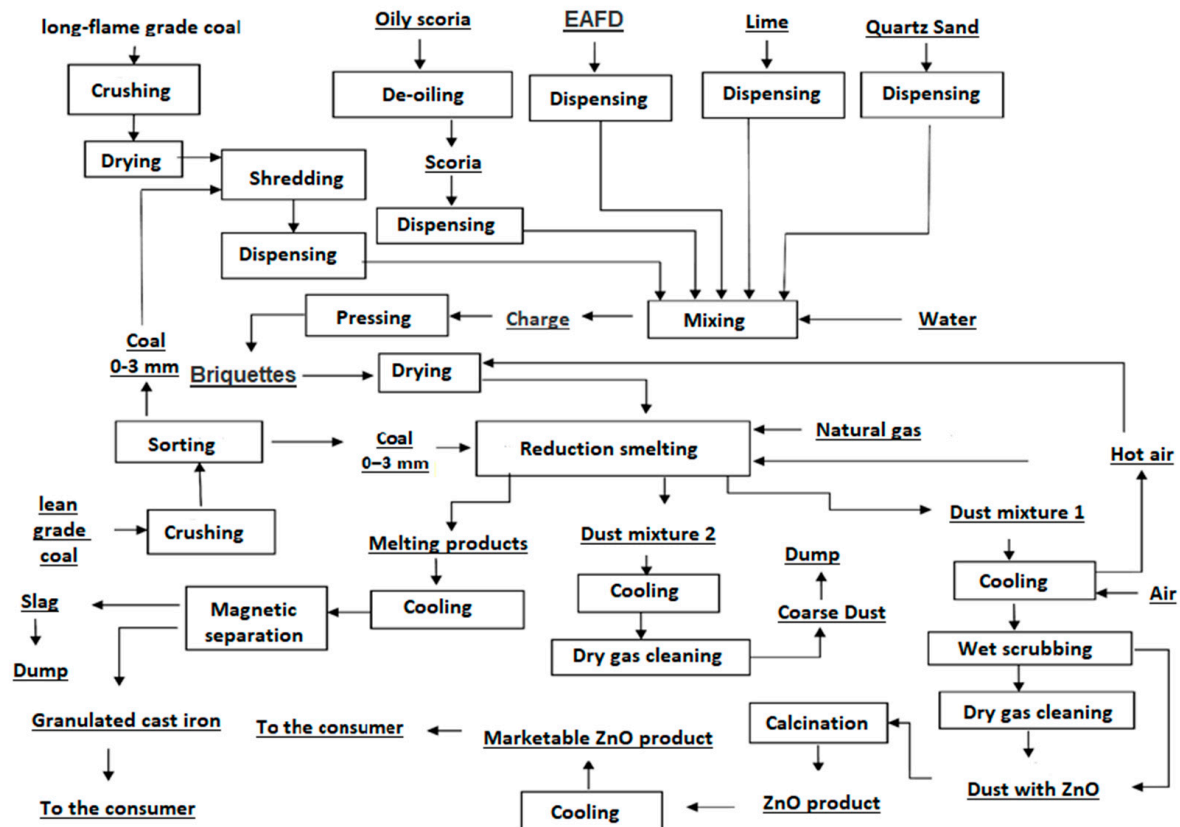 long-flame grade coal
Oily scoria
EAFD
Lime
Quartz Sand
Crushing
De-oiling
Dispensing
Dispensing
Dispensing
Drying
Scoria
Shredding
Dispensing
Dispensing
Pressing
Charge
Mixing
Water
Coal
0-3 mm
Briquettes
Drying
Sorting
Coal
0–3 mm
Reduction smelting
Natural gas
Hot air
lean
grade
coal
Crushing
Melting products
Dust mixture 2
Dump
Dust mixture 1
Slag
Magnetic
separation
Cooling
Cooling
Coarse Dust
Cooling
Air
Dump
Dry gas cleaning
Wet scrubbing
Granulated cast iron
To the consumer
Marketable ZnO product
Calcination
Dry gas cleaning
To the consumer
Cooling
ZnO product
Dust with ZnO